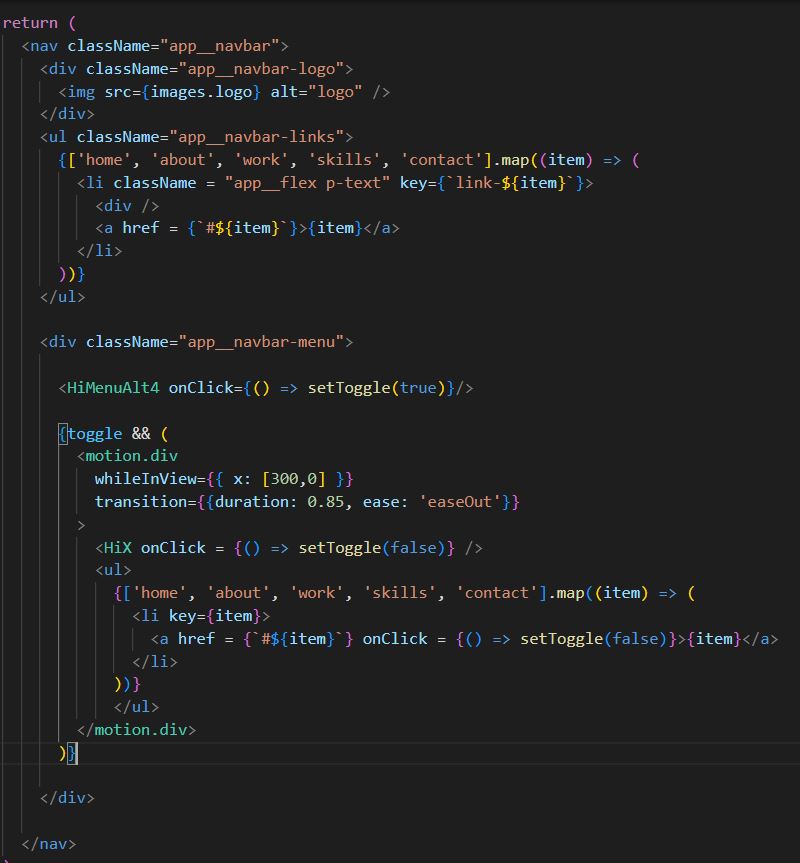 return (
<nav className="app__navbar">
<div className="app__navbar-logo">
<img src={images.logo} alt="logo" />
</div>
<ul className="app__navbar-links">
{['home', 'about', 'work', 'skills', 'contact'].map((item) => (
<li className = "app__flex p-text" key={`link-${item}`}>
<div />
<a href = {`#${item}`}>{item}</a>
</li>
))}
</ul>
<div className="app__navbar-menu">
<HiMenuAlt4 onClick={() => setToggle(true)}/>
{toggle && (
<motion.div
whileInView={{ x: [300,0] }}
transition={{duration: 0.85, ease: 'easeOut'}}
>
<HiX onClick = {() => setToggle(false)} />
<ul>
{['home', 'about', 'work', 'skills', 'contact'].map((item) => (
<li key={item}>
<a href = {`#${item}`} onClick = {() => setToggle(false)}>{item}</a>
</li>
))}
</ul>
</motion.div>
)}
</div>
</nav>